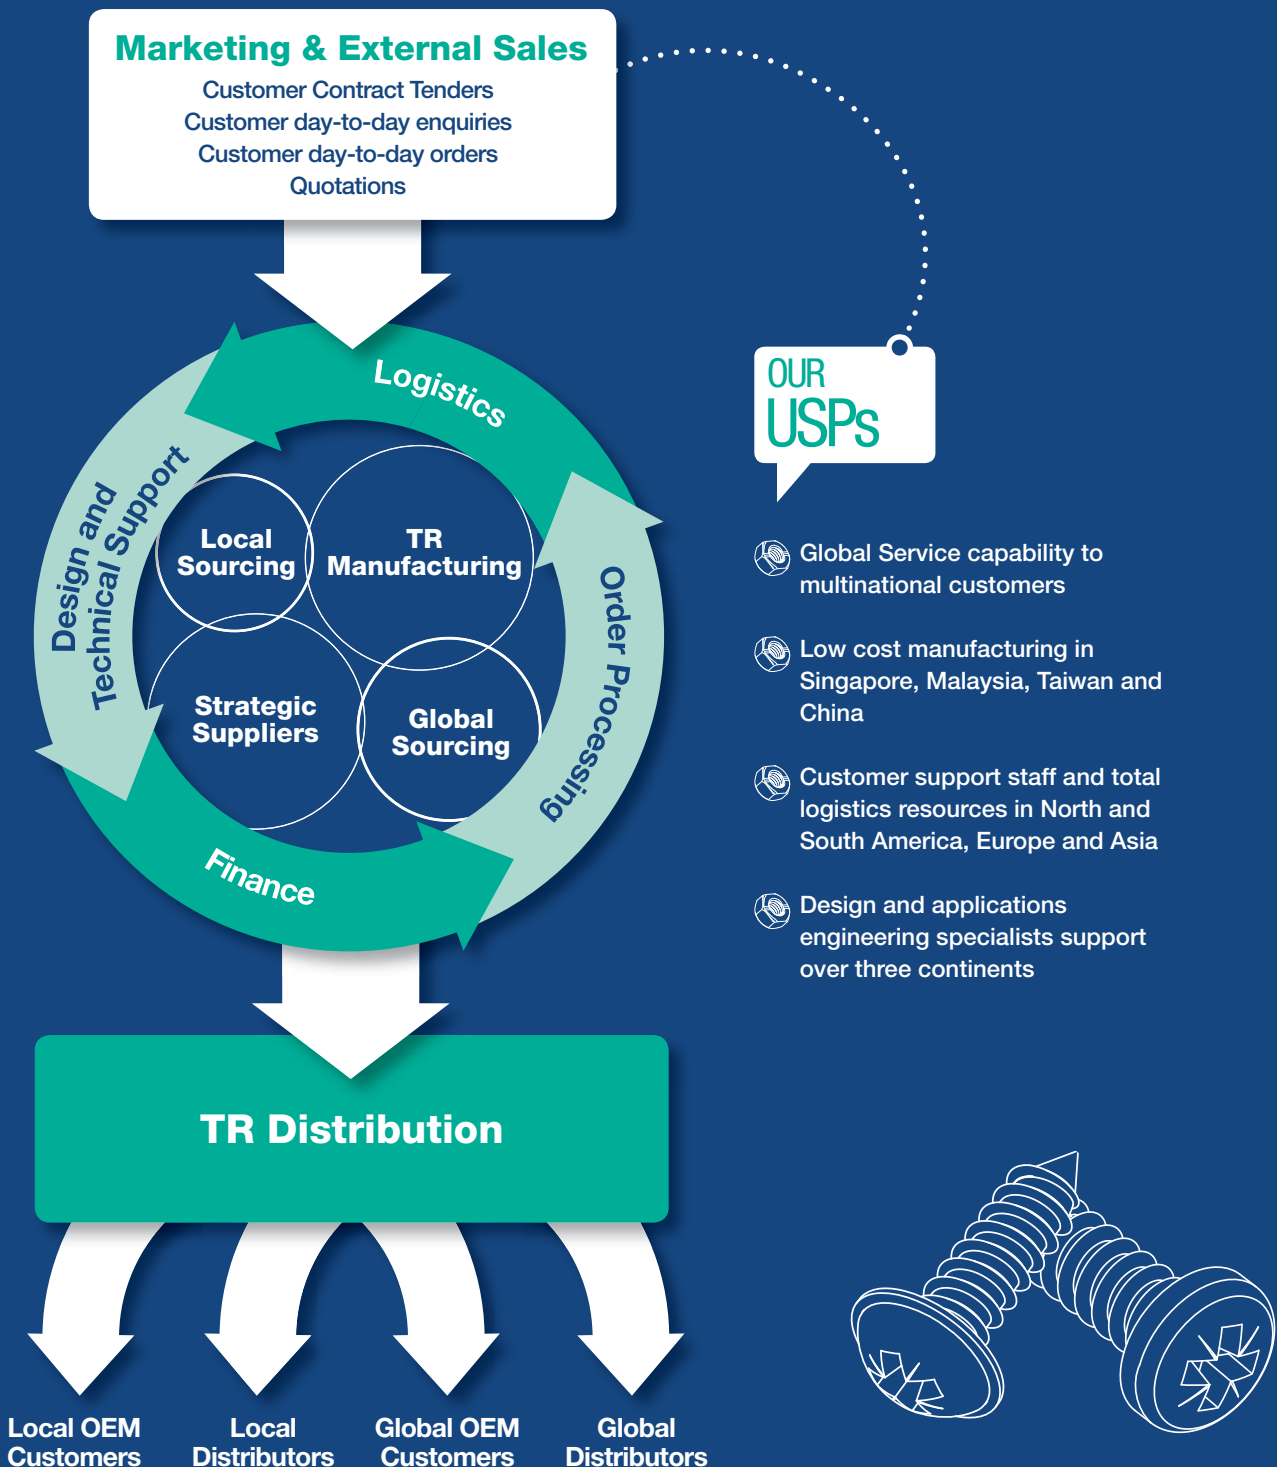 Marketing & External Sales
Customer Contract Tenders
Customer day-to-day enquiries
Customer day-to-day orders
Quotations
Logistics
Design and
Technical Support
Order Processing
Finance
Local
Sourcing
TR
Manufacturing
Strategic
Suppliers
Global
Sourcing
TR Distribution
Local OEM
Customers
Local
Distributors
Global OEM
Customers
Global
Distributors
OUR
USPs
Global Service capability to
multinational customers
Low cost manufacturing in
Singapore, Malaysia, Taiwan and
China
Customer support staff and total
logistics resources in North and
South America, Europe and Asia
Design and applications
engineering specialists support
over three continents